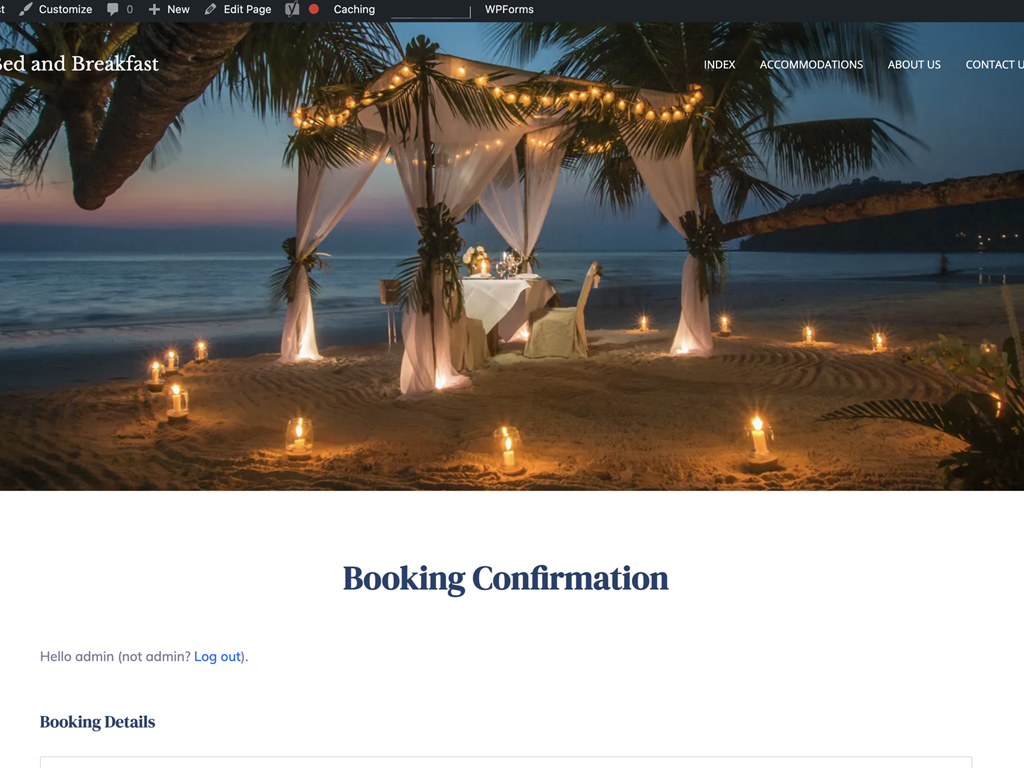 Customize 0 New Edit Page Caching WPForms
Bed and Breakfast
INDEX ACCOMMODATIONS ABOUT US CONTACT
Booking Confirmation
Hello admin (not admin? Log out).
Booking Details